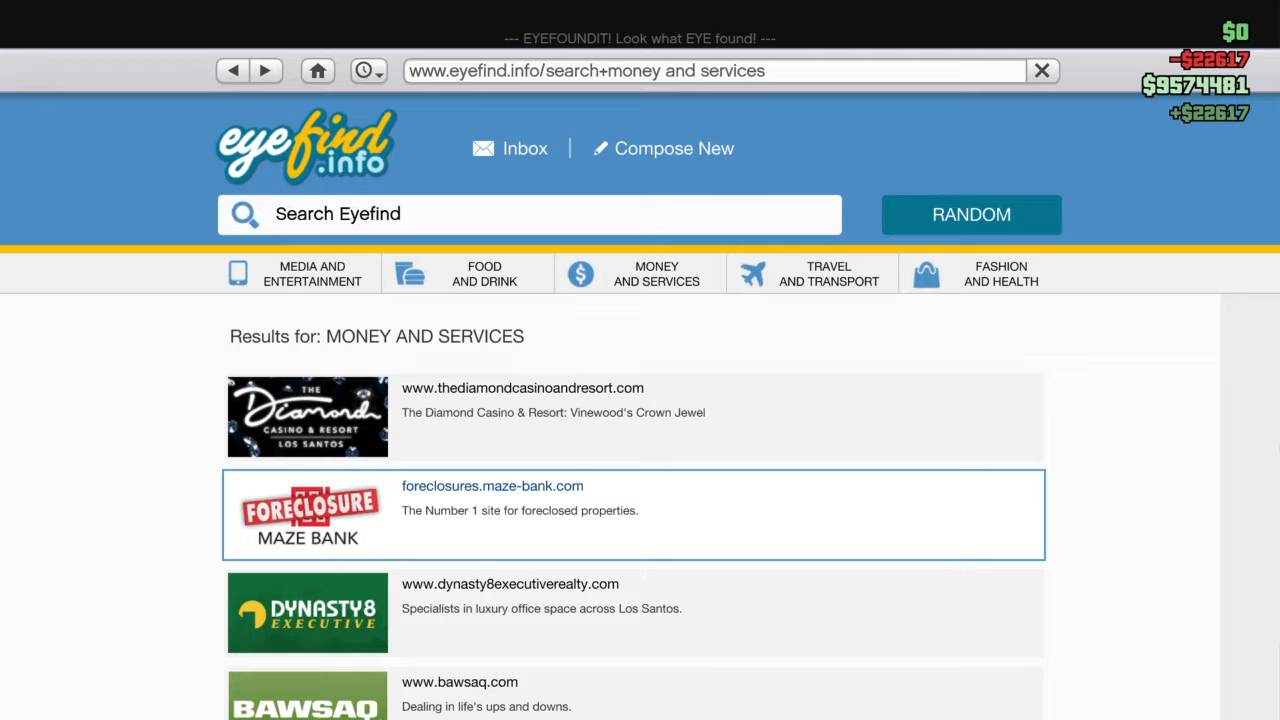 --- EYEFOUNDIT! Look what EYE found! ---
$0
-$22617
$9574481
+$22617
www.eyefind.info/search+money and services
eyefind
.info
Inbox
Compose New
Search Eyefind
RANDOM
MEDIA AND
ENTERTAINMENT
FOOD
AND DRINK
MONEY
AND SERVICES
TRAVEL
AND TRANSPORT
FASHION
AND HEALTH
Results for: MONEY AND SERVICES
THE
Diamond
CASINO & RESORT
LOS SANTOS
www.thediamondcasinoandresort.com
The Diamond Casino & Resort: Vinewood's Crown Jewel
FORECLOSURE
MAZE BANK
foreclosures.maze-bank.com
The Number 1 site for foreclosed properties.
DYNASTY8
EXECUTIVE
www.dynasty8executiverealty.com
Specialists in luxury office space across Los Santos.
BAWSAQ
www.bawsaq.com
Dealing in life's ups and downs.